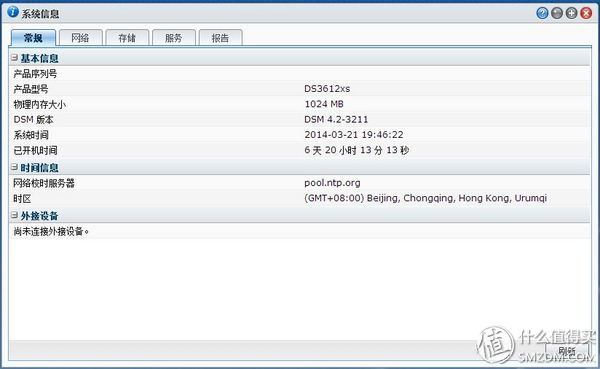 系统信息
常规 网络 存储 服务 报告
基本信息
产品序列号
产品型号 DS3612xs
物理内存大小 1024 MB
DSM 版本 DSM 4.2-3211
系统时间 2014-03-21 19:46:22
已开机时间 6 天 20 小时 13 分 13 秒
时间信息
网络校时服务器 pool.ntp.org
时区 (GMT+08:00) Beijing, Chongqing, Hong Kong, Urumqi
外接设备
尚未连接外接设备。
刷新
值 什么值得买
SMZDM.COM